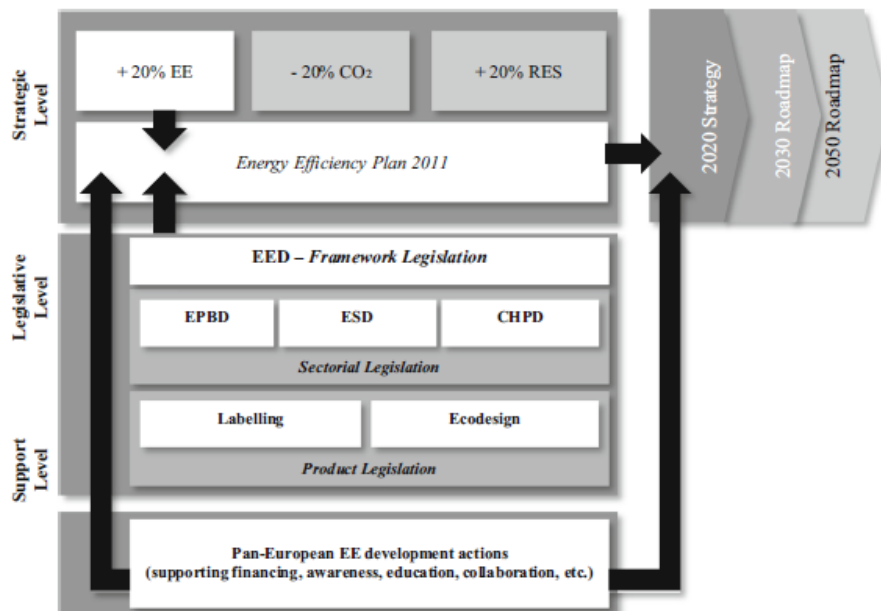 Strategic
Level
+ 20% EE
- 20% CO₂
+ 20% RES
Energy Efficiency Plan 2011
2020 Strategy
2030 Roadmap
2050 Roadmap
Legislative
Level
EED – Framework Legislation
EPBD
ESD
CHPD
Sectorial Legislation
Support
Level
Labelling
Ecodesign
Product Legislation
Pan-European EE development actions
(supporting financing, awareness, education, collaboration, etc.)